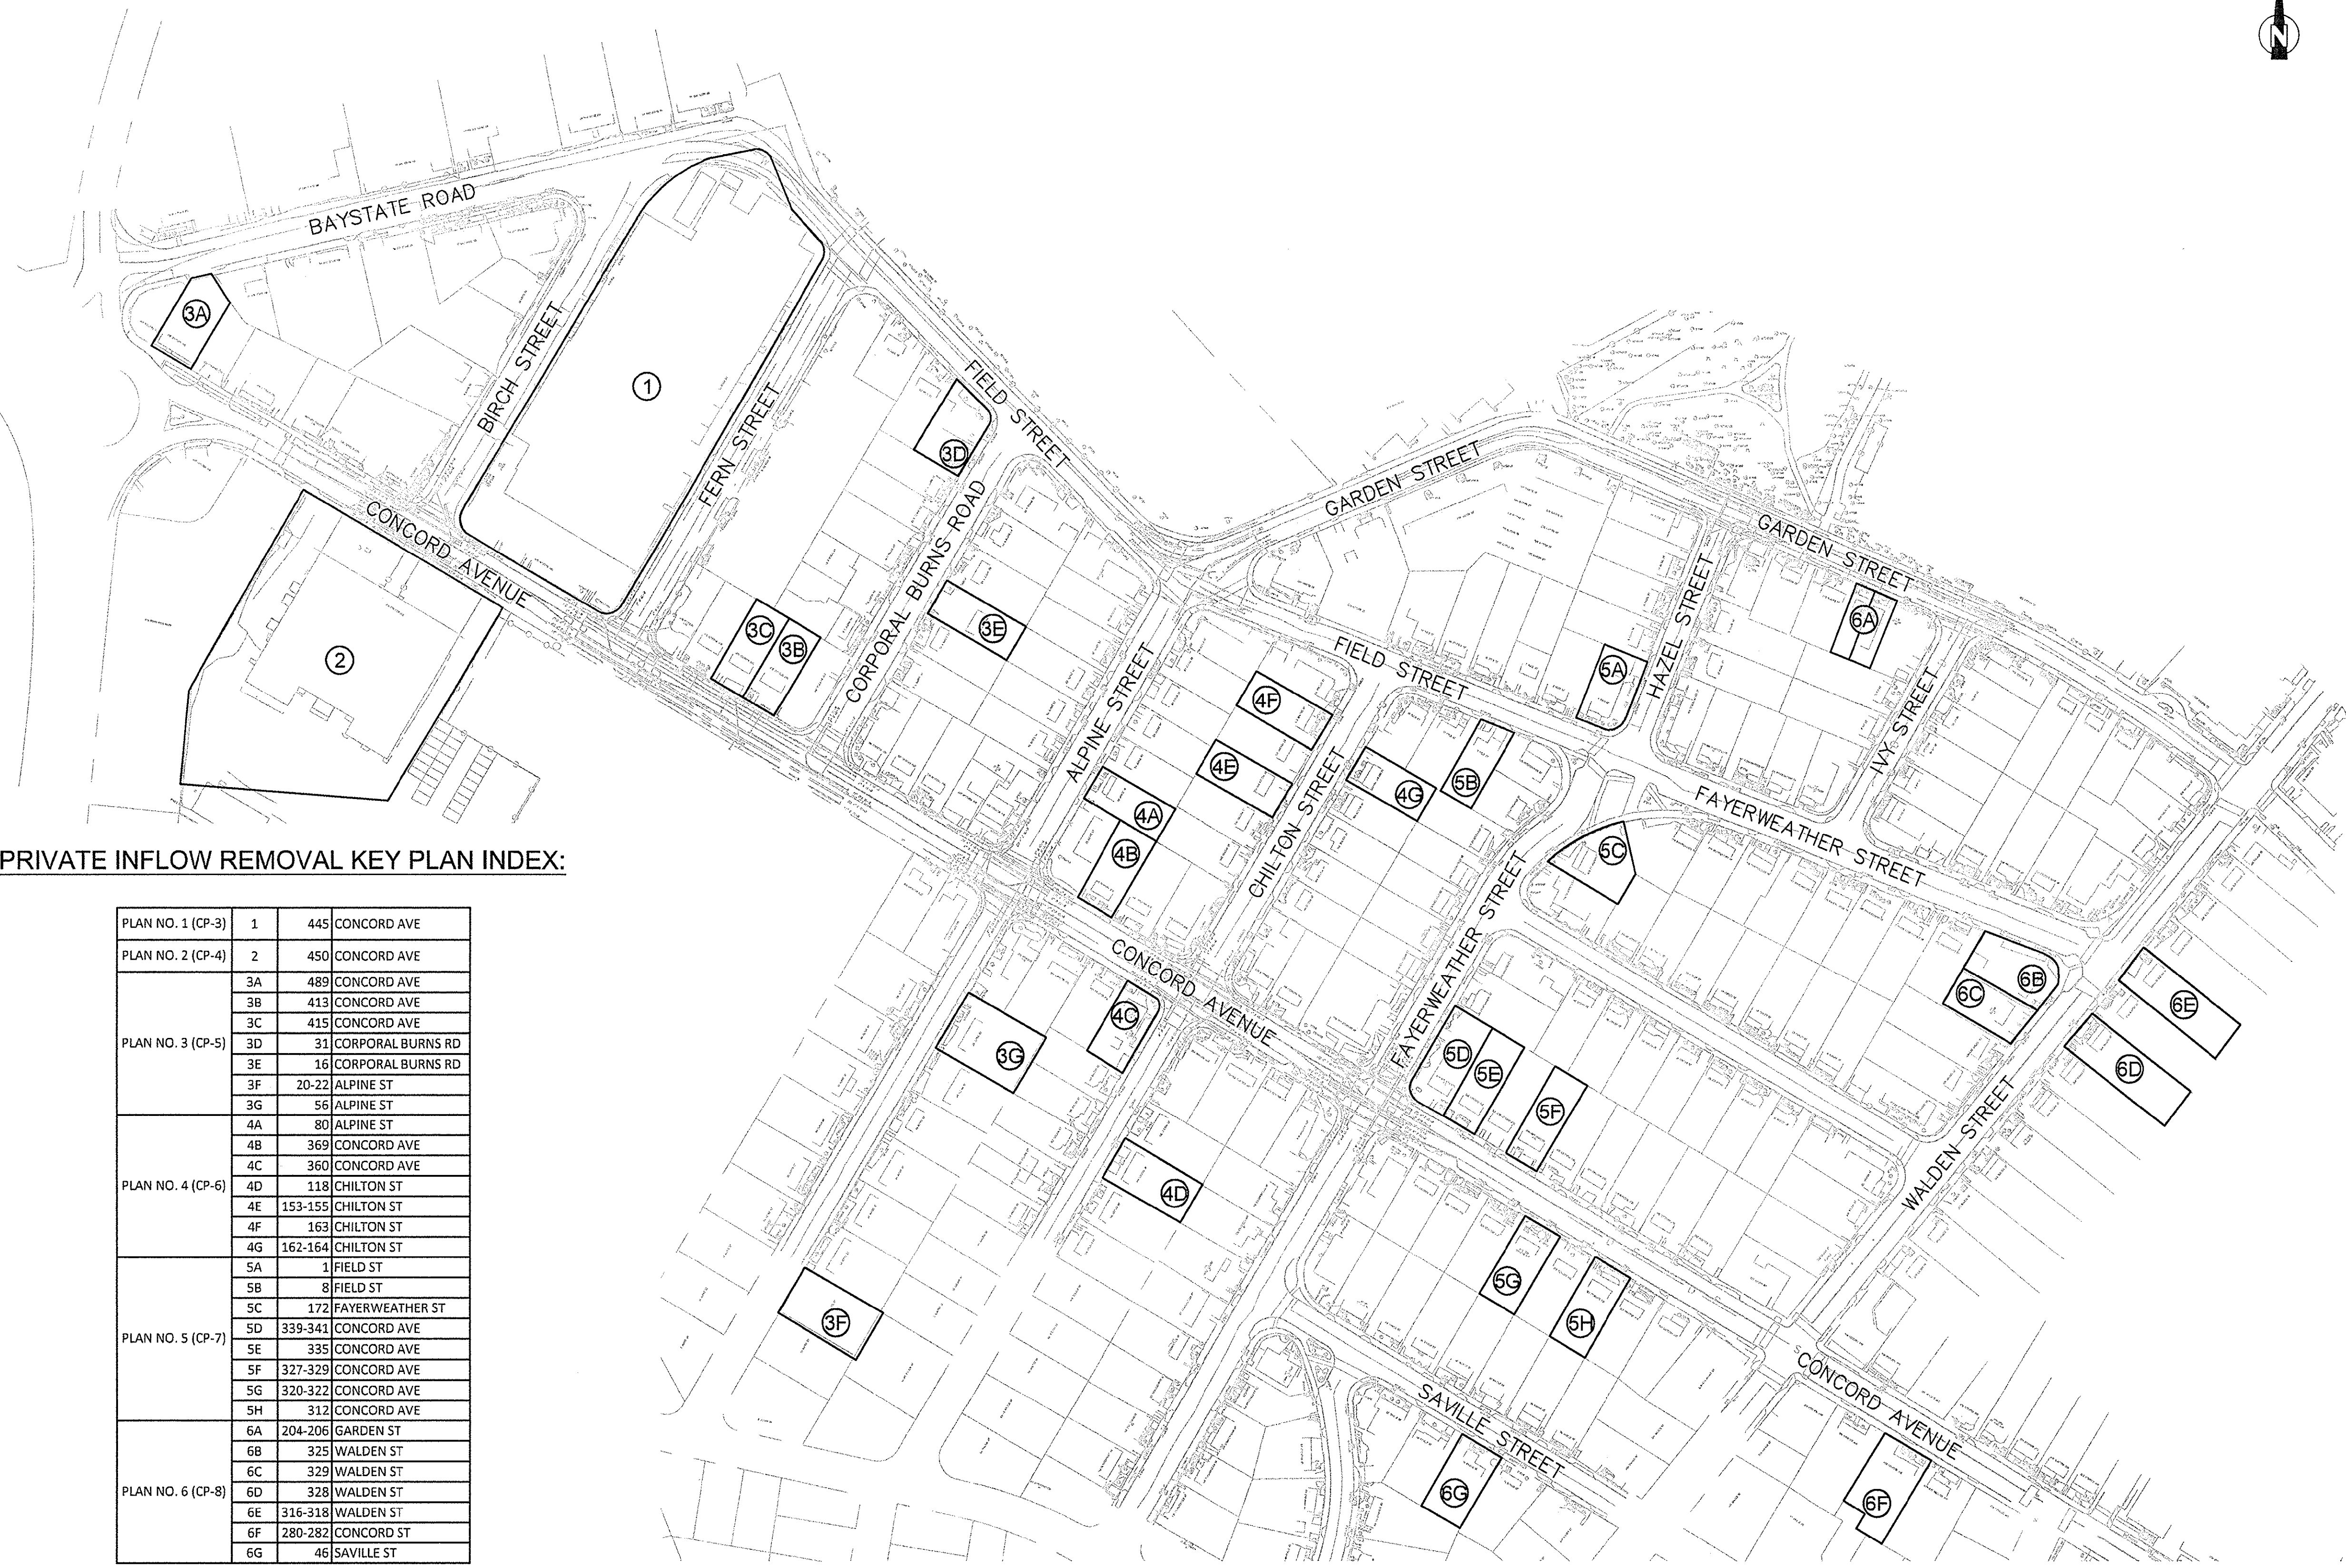 N
BAYSTATE ROAD
3A
BIRCH STREET
1
FERN STREET
FIELD STREET
3D
GARDEN STREET
CONCORD AVENUE
2
3C
3B
CORPORAL BURNS ROAD
3E
ALPINE STREET
4F
4E
4A
4B
FIELD STREET
CHILTON STREET
4G
5B
5A
HAZEL STREET
GARDEN STREET
6A
IVY STREET
FAYERWEATHER STREET
5C
FAYERWEATHER STREET
CONCORD AVENUE
4C
3G
5D
5E
5F
6B
6C
6E
6D
WALDEN STREET
4D
3F
5G
5H
SAVILLE STREET
6G
CONCORD AVENUE
6F
PRIVATE INFLOW REMOVAL KEY PLAN INDEX:
PLAN NO. 1 (CP-3) 1 445 CONCORD AVE
PLAN NO. 2 (CP-4) 2 450 CONCORD AVE
PLAN NO. 3 (CP-5)
3A 489 CONCORD AVE
3B 413 CONCORD AVE
3C 415 CONCORD AVE
3D 31 CORPORAL BURNS RD
3E 16 CORPORAL BURNS RD
3F 20-22 ALPINE ST
3G 56 ALPINE ST
PLAN NO. 4 (CP-6)
4A 80 ALPINE ST
4B 369 CONCORD AVE
4C 360 CONCORD AVE
4D 118 CHILTON ST
4E 153-155 CHILTON ST
4F 163 CHILTON ST
4G 162-164 CHILTON ST
PLAN NO. 5 (CP-7)
5A 1 FIELD ST
5B 8 FIELD ST
5C 172 FAYERWEATHER ST
5D 339-341 CONCORD AVE
5E 335 CONCORD AVE
5F 327-329 CONCORD AVE
5G 320-322 CONCORD AVE
5H 312 CONCORD AVE
PLAN NO. 6 (CP-8)
6A 204-206 GARDEN ST
6B 325 WALDEN ST
6C 329 WALDEN ST
6D 328 WALDEN ST
6E 316-318 WALDEN ST
6F 280-282 CONCORD ST
6G 46 SAVILLE ST